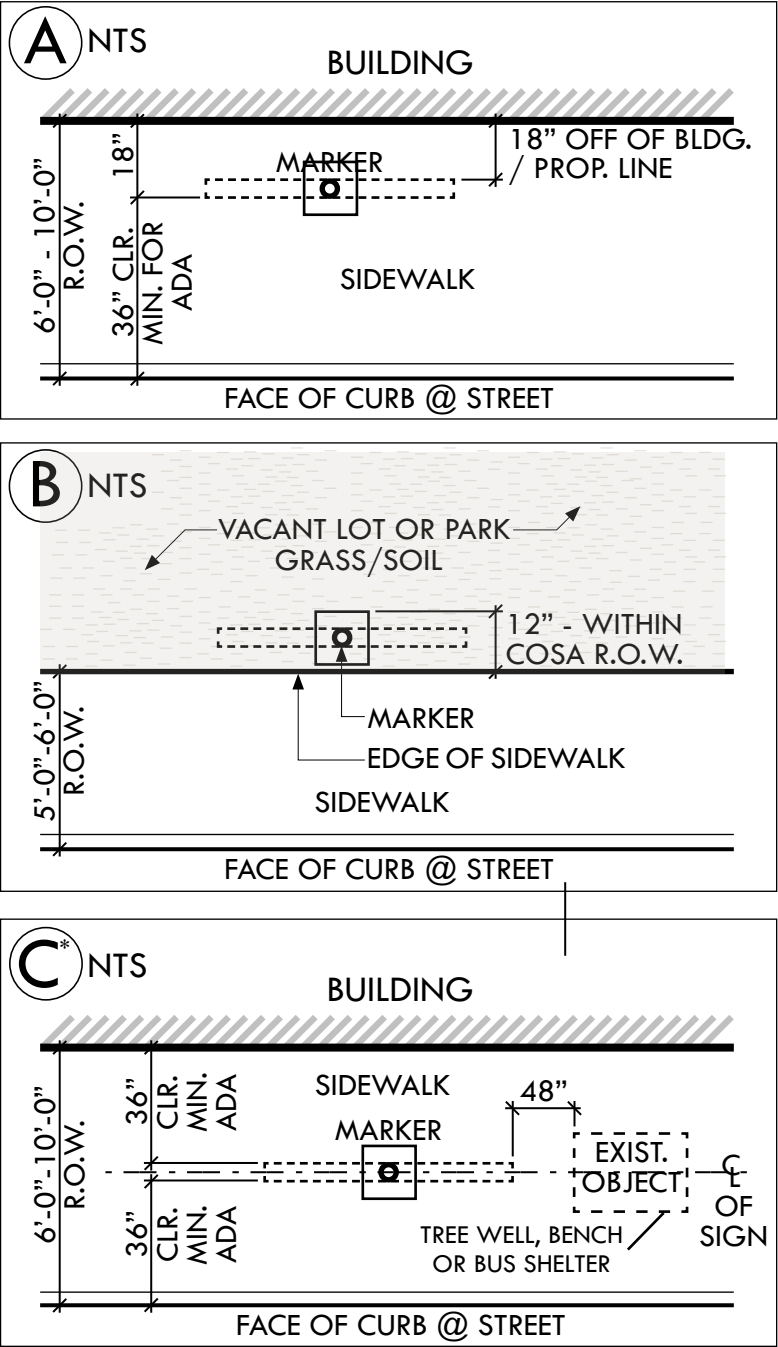 A NTS
BUILDING
18”
18” OFF OF BLDG.
/ PROP. LINE
MARKER
6’-0” - 10’-0”
R.O.W.
36” CLR.
MIN. FOR
ADA
SIDEWALK
FACE OF CURB @ STREET
B NTS
VACANT LOT OR PARK
GRASS/SOIL
12” - WITHIN
COSA R.O.W.
5’-0”-6’-0”
R.O.W.
MARKER
EDGE OF SIDEWALK
SIDEWALK
FACE OF CURB @ STREET
C* NTS
BUILDING
6’-0”-10’-0”
R.O.W.
36”
CLR.
MIN.
ADA
SIDEWALK
48”
MARKER
EXIST.
OBJECT
CL
OF
SIGN
36”
CLR.
MIN.
ADA
TREE WELL, BENCH
OR BUS SHELTER
FACE OF CURB @ STREET